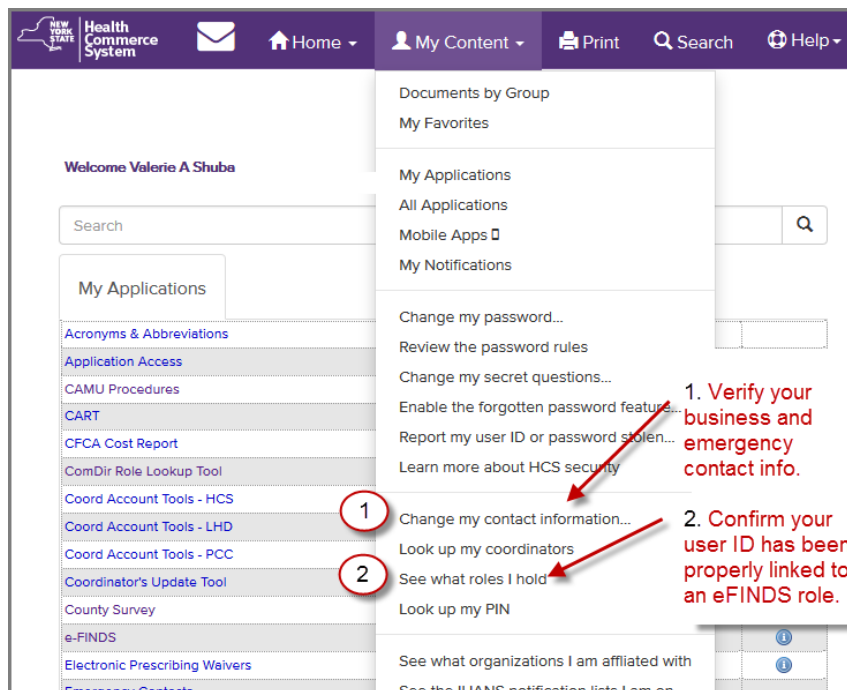 NEW
YORK
STATE
Health
Commerce
System
Home
My Content
Print
Search
Help
Documents by Group
My Favorites
Welcome Valerie A Shuba
My Applications
All Applications
Mobile Apps
My Notifications
Search
My Applications
Change my password...
Review the password rules
Change my secret questions...
Enable the forgotten password feature...
Report my user ID or password stolen...
Learn more about HCS security
Change my contact information...
Look up my coordinators
See what roles I hold
Look up my PIN
See what organizations I am affliated with
Acronyms & Abbreviations
Application Access
CAMU Procedures
CART
CFCA Cost Report
ComDir Role Lookup Tool
Coord Account Tools - HCS
Coord Account Tools - LHD
Coord Account Tools - PCC
Coordinator's Update Tool
County Survey
e-FINDS
Electronic Prescribing Waivers
1
2
1. Verify your
business and
emergency
contact info.
2. Confirm your
user ID has been
properly linked to
an eFINDS role.